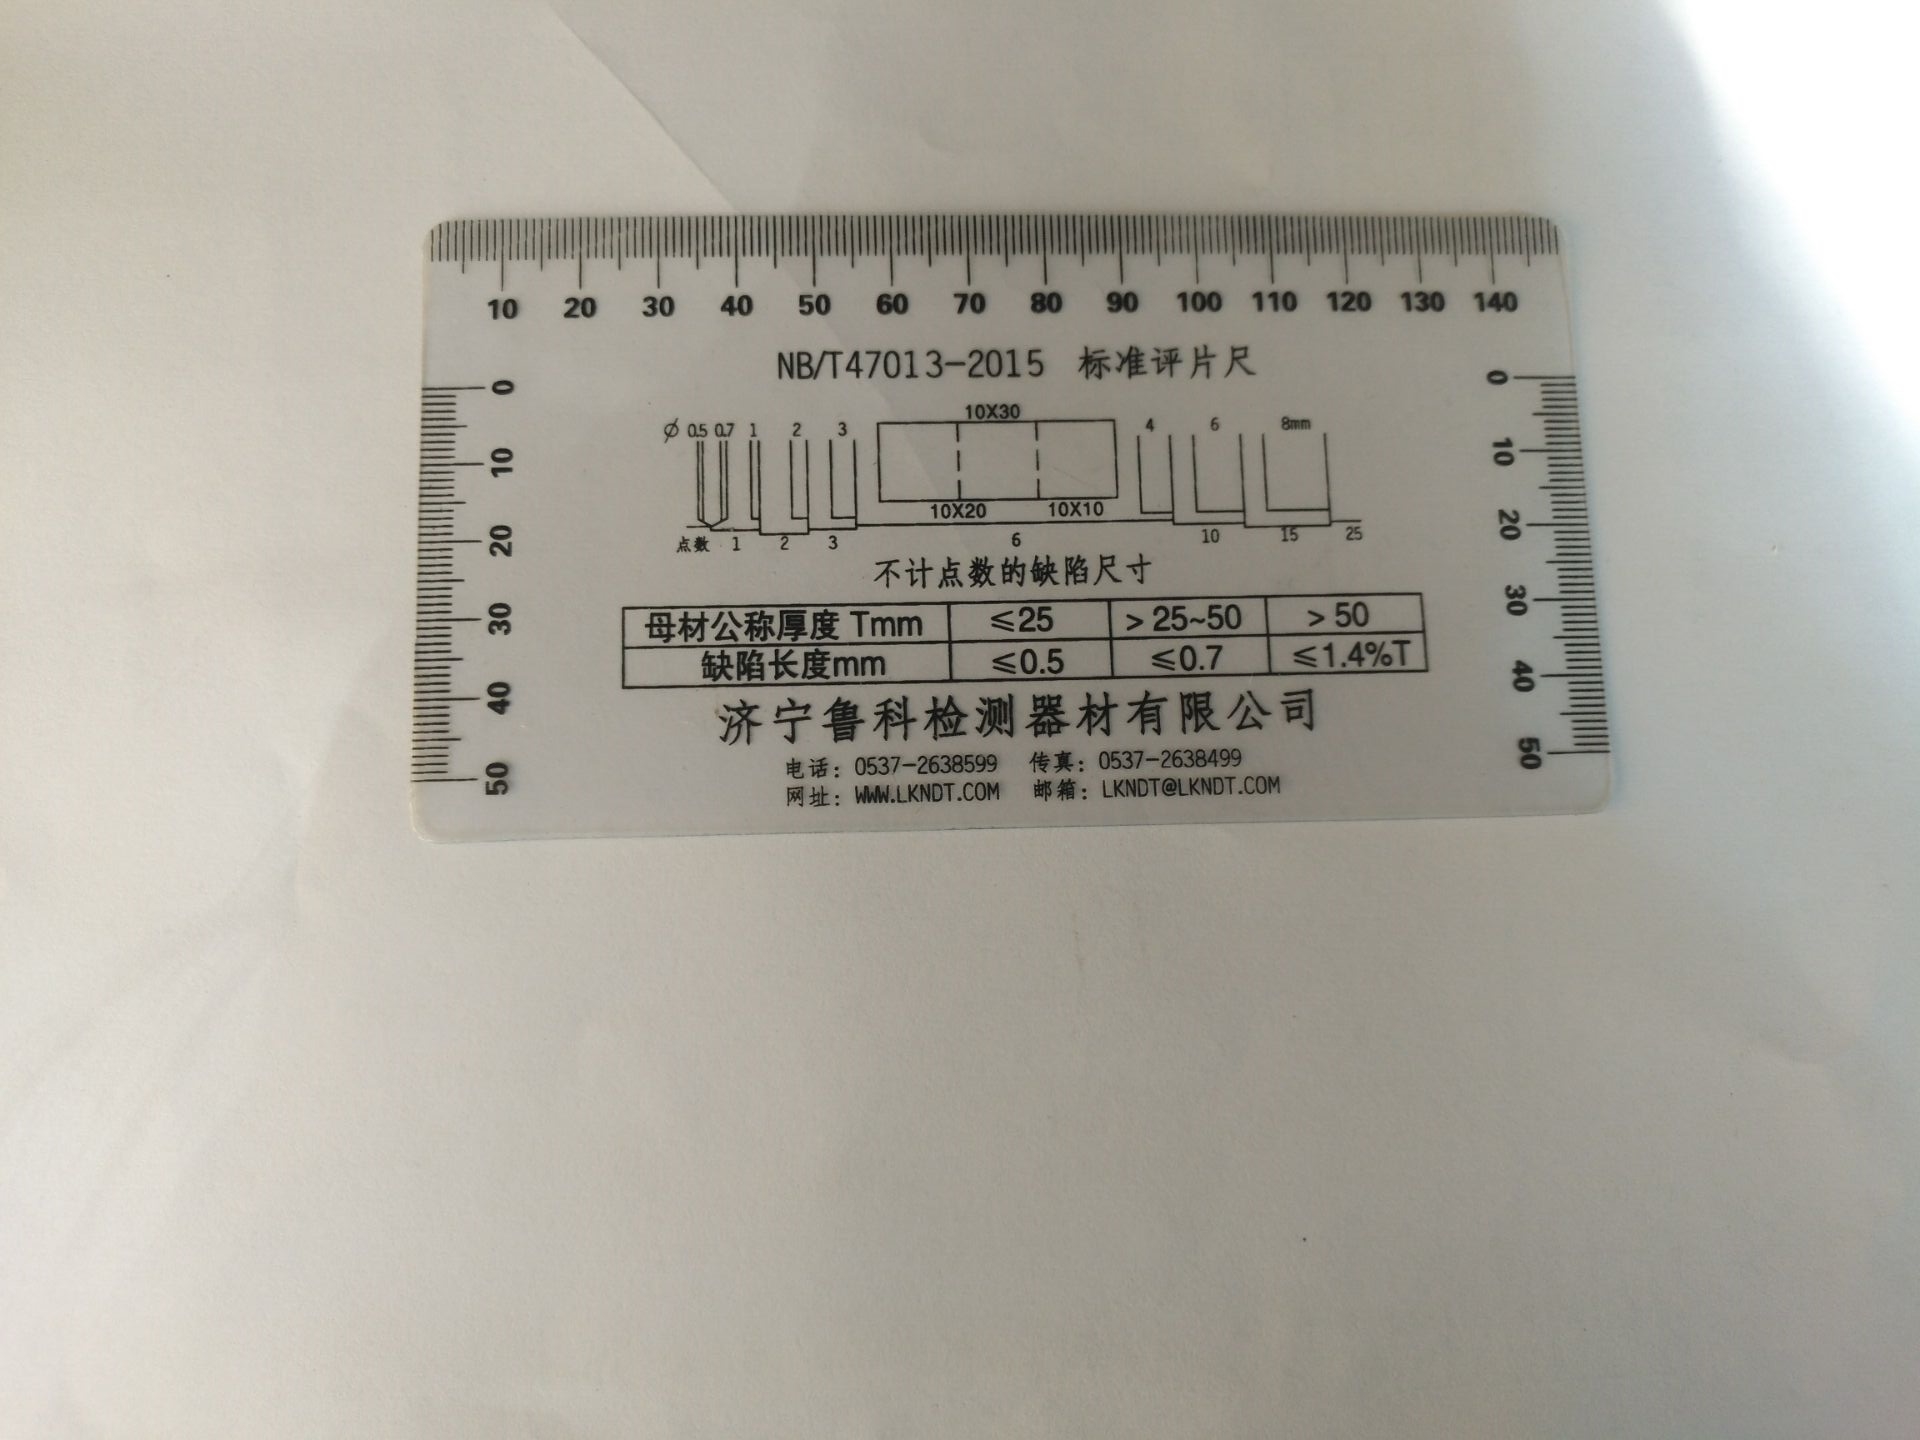 10 20 30 40 50 60 70 80 90 100 110 120 130 140
NB/T47013-2015 标准评片尺
0 10 20 30 40 50
10X30
ϕ 0.5 0.7 1 2 3 4 6 8mm
10X20 10X10
点数 1 2 3 6 10 15 25
不计点数的缺陷尺寸
母材公称厚度 Tmm ≤25 >25~50 >50
缺陷长度mm ≤0.5 ≤0.7 ≤1.4%T
济宁鲁科检测器材有限公司
电话：0537-2638599 传真：0537-2638499
网址：WWW.LKNDT.COM 邮箱：LKNDT@LKNDT.COM
0 10 20 30 40 50